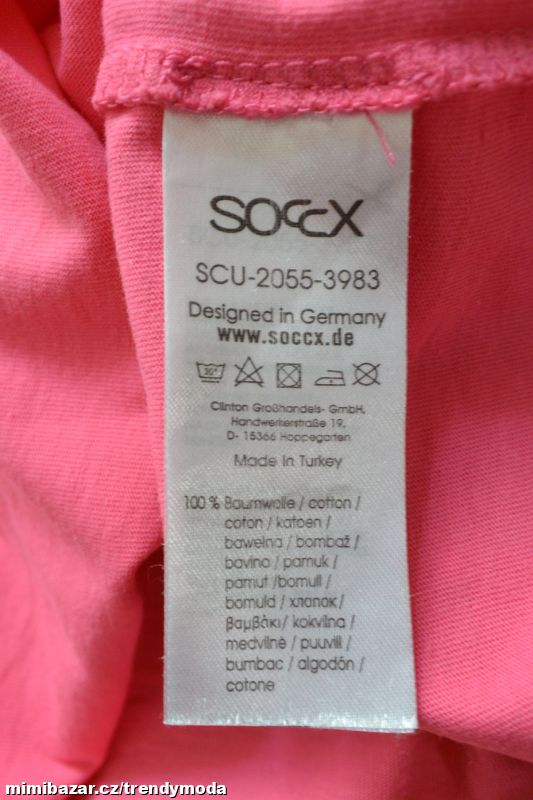 SOCCX
SCU-2055-3983
Designed in Germany
www.soccx.de
30°
Clinton Großhandels- GmbH,
Handwerkerstraße 19,
D- 15366 Hoppegarten
Made in Turkey
100 % Baumwolle / cotton /
coton / katoen /
bawełna / bombaž /
bavlna / pamuk /
pamut /bomull /
bomuld / хлопок /
βαμβάκι/ kokvilna /
medvilnė / puuvill /
bumbac / algodón /
cotone
mimibazar.cz/trendymoda